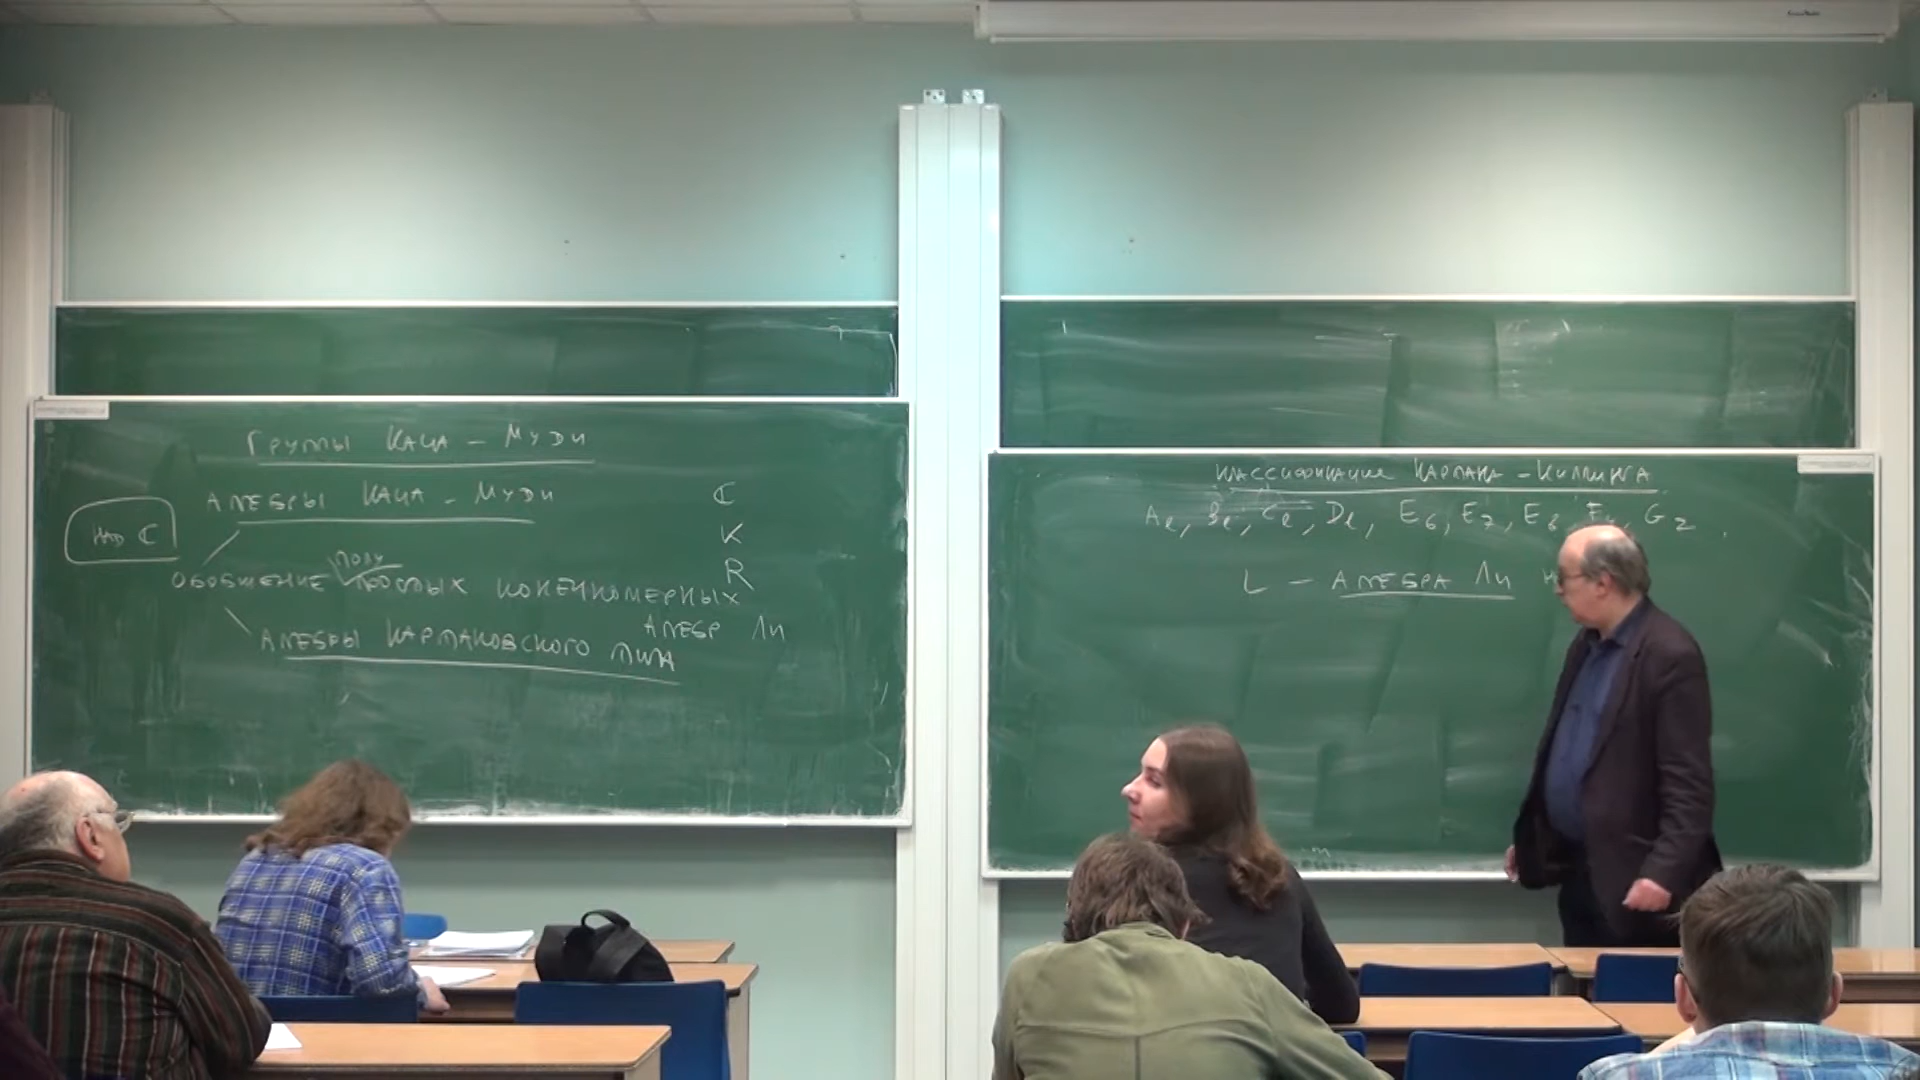 Группы Каца - Муди
Алгебры Каца - Муди
над ℂ
ℂ
K
R
полу
обобщение простых конечномерных
алгебр Ли
Алгебры картановского типа
Классификация Картана - Киллинга
Aℓ, Bℓ, Cℓ, Dℓ, E6, E7, E8, F4, G2
L - алгебра Ли